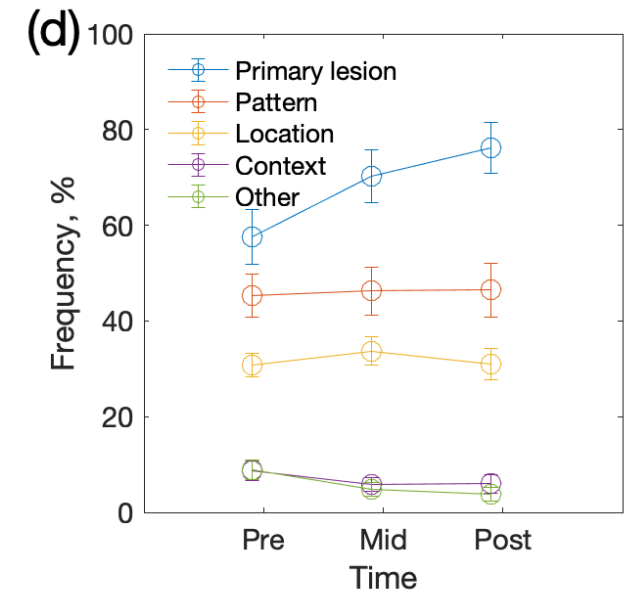 (d)
100
80
60
40
20
0
Frequency, %
Primary lesion
Pattern
Location
Context
Other
Pre Mid Post
Time